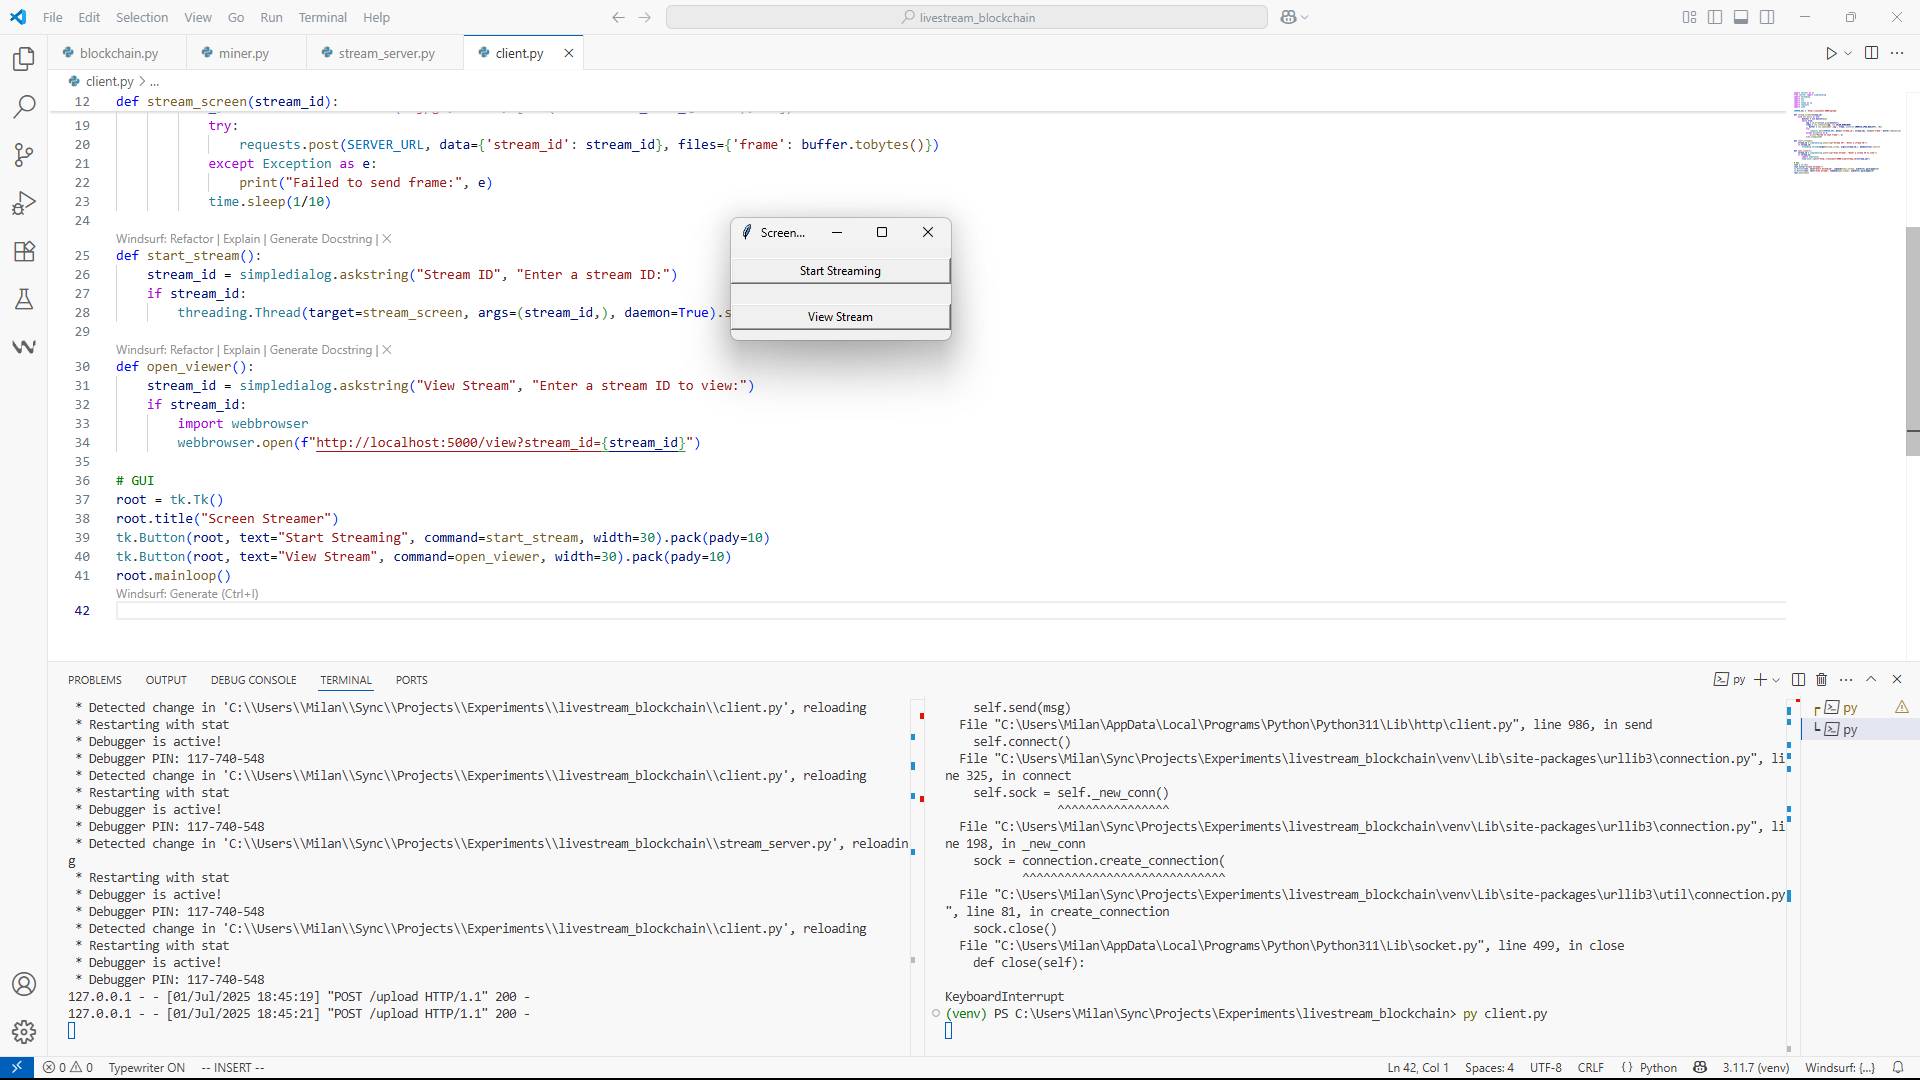 File Edit Selection View Go Run Terminal Help
livestream_blockchain
blockchain.py
miner.py
stream_server.py
client.py
client.py > ...
12 def stream_screen(stream_id):
19 try:
20 requests.post(SERVER_URL, data={'stream_id': stream_id}, files={'frame': buffer.tobytes()})
21 except Exception as e:
22 print("Failed to send frame:", e)
23 time.sleep(1/10)
24
Windsurf: Refactor | Explain | Generate Docstring | X
25 def start_stream():
26 stream_id = simpledialog.askstring("Stream ID", "Enter a stream ID:")
27 if stream_id:
28 threading.Thread(target=stream_screen, args=(stream_id,), daemon=True).s
29
Windsurf: Refactor | Explain | Generate Docstring | X
30 def open_viewer():
31 stream_id = simpledialog.askstring("View Stream", "Enter a stream ID to view:")
32 if stream_id:
33 import webbrowser
34 webbrowser.open(f"http://localhost:5000/view?stream_id={stream_id}")
35
36 # GUI
37 root = tk.Tk()
38 root.title("Screen Streamer")
39 tk.Button(root, text="Start Streaming", command=start_stream, width=30).pack(pady=10)
40 tk.Button(root, text="View Stream", command=open_viewer, width=30).pack(pady=10)
41 root.mainloop()
Windsurf: Generate (Ctrl+I)
42
Screen...
Start Streaming
View Stream
PROBLEMS OUTPUT DEBUG CONSOLE TERMINAL PORTS
py
* Detected change in 'C:\\Users\\Milan\\Sync\\Projects\\Experiments\\livestream_blockchain\\client.py', reloading
* Restarting with stat
* Debugger is active!
* Debugger PIN: 117-740-548
* Detected change in 'C:\\Users\\Milan\\Sync\\Projects\\Experiments\\livestream_blockchain\\client.py', reloading
* Restarting with stat
* Debugger is active!
* Debugger PIN: 117-740-548
* Detected change in 'C:\\Users\\Milan\\Sync\\Projects\\Experiments\\livestream_blockchain\\stream_server.py', reloadin
g
* Restarting with stat
* Debugger is active!
* Debugger PIN: 117-740-548
* Detected change in 'C:\\Users\\Milan\\Sync\\Projects\\Experiments\\livestream_blockchain\\client.py', reloading
* Restarting with stat
* Debugger is active!
* Debugger PIN: 117-740-548
127.0.0.1 - - [01/Jul/2025 18:45:19] "POST /upload HTTP/1.1" 200 -
127.0.0.1 - - [01/Jul/2025 18:45:21] "POST /upload HTTP/1.1" 200 -
self.send(msg)
File "C:\Users\Milan\AppData\Local\Programs\Python\Python311\Lib\http\client.py", line 986, in send
self.connect()
File "C:\Users\Milan\Sync\Projects\Experiments\livestream_blockchain\venv\Lib\site-packages\urllib3\connection.py", li
ne 325, in connect
self.sock = self._new_conn()
^^^^^^^^^^^^^^^^
File "C:\Users\Milan\Sync\Projects\Experiments\livestream_blockchain\venv\Lib\site-packages\urllib3\connection.py", li
ne 198, in _new_conn
sock = connection.create_connection(
^^^^^^^^^^^^^^^^^^^^^^^^^^^^^
File "C:\Users\Milan\Sync\Projects\Experiments\livestream_blockchain\venv\Lib\site-packages\urllib3\util\connection.py
", line 81, in create_connection
sock.close()
File "C:\Users\Milan\AppData\Local\Programs\Python\Python311\Lib\socket.py", line 499, in close
def close(self):
KeyboardInterrupt
(venv) PS C:\Users\Milan\Sync\Projects\Experiments\livestream_blockchain> py client.py
py
py
0 0 Typewriter ON -- INSERT --
Ln 42, Col 1 Spaces: 4 UTF-8 CRLF {} Python 3.11.7 (venv) Windsurf: {...}